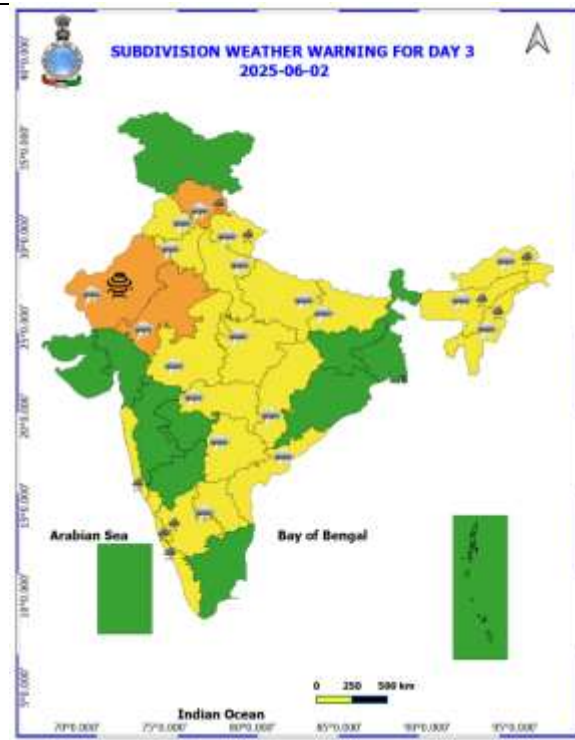 SUBDIVISION WEATHER WARNING FOR DAY 3
2025-06-02
Arabian Sea
Bay of Bengal
0 250 500 km
Indian Ocean
70°0.000' 75°0.000' 80°0.000' 85°0.000' 90°0.000' 95°0.000'